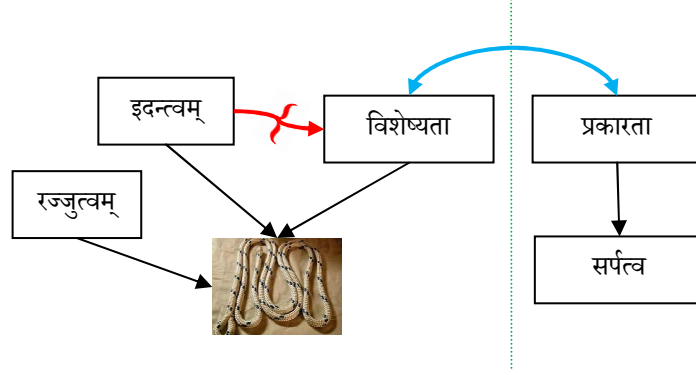 इदन्त्वम्
विशेष्यता
प्रकारता
रज्जुत्वम्
सर्पत्व